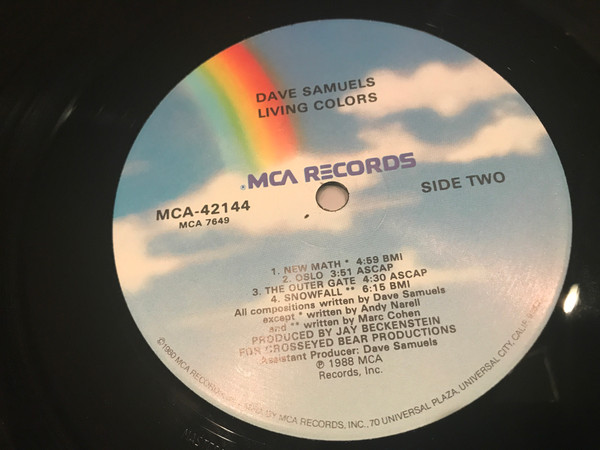 DAVE SAMUELS
LIVING COLORS
®MCA RECORDS
MCA-42144
MCA 7649
SIDE TWO
1. NEW MATH * 4:59 BMI
2. OSLO 3:51 ASCAP
3. THE OUTER GATE 4:30 ASCAP
4. SNOWFALL ** 6:15 BMI
All compositions written by Dave Samuels
except * written by Andy Narell
and ** written by Marc Cohen
PRODUCED BY JAY BECKENSTEIN
FOR CROSSEYED BEAR PRODUCTIONS
Assistant Producer: Dave Samuels
℗ 1988 MCA
Records, Inc.
©1980 MCA RECORDS BY MCA RECORDS, INC., 70 UNIVERSAL PLAZA, UNIVERSAL CITY, CALIF.